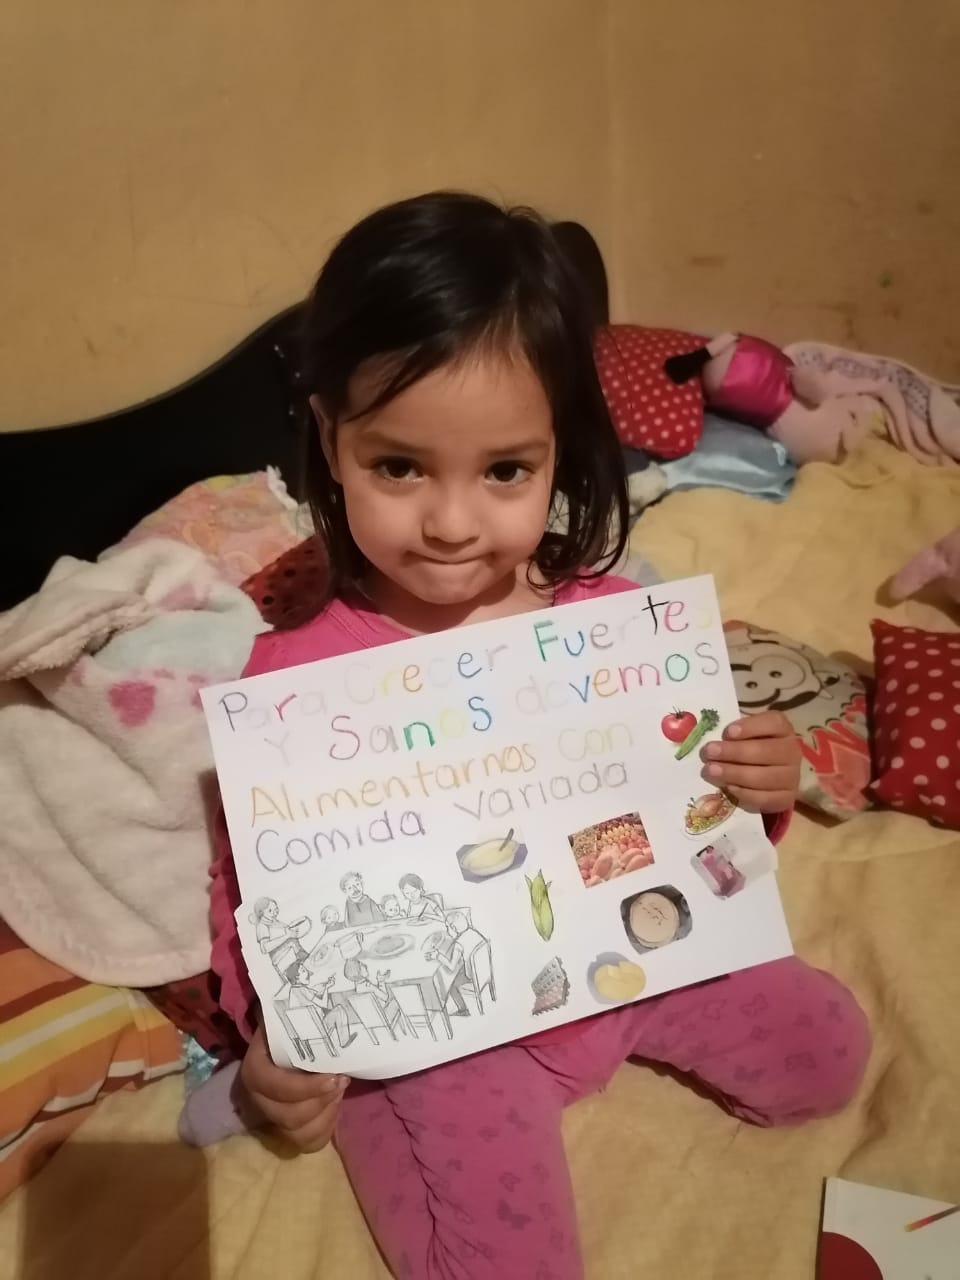 Para Crecer Fuertes
Y Sanos devemos
Alimentarnos Con
Comida variada